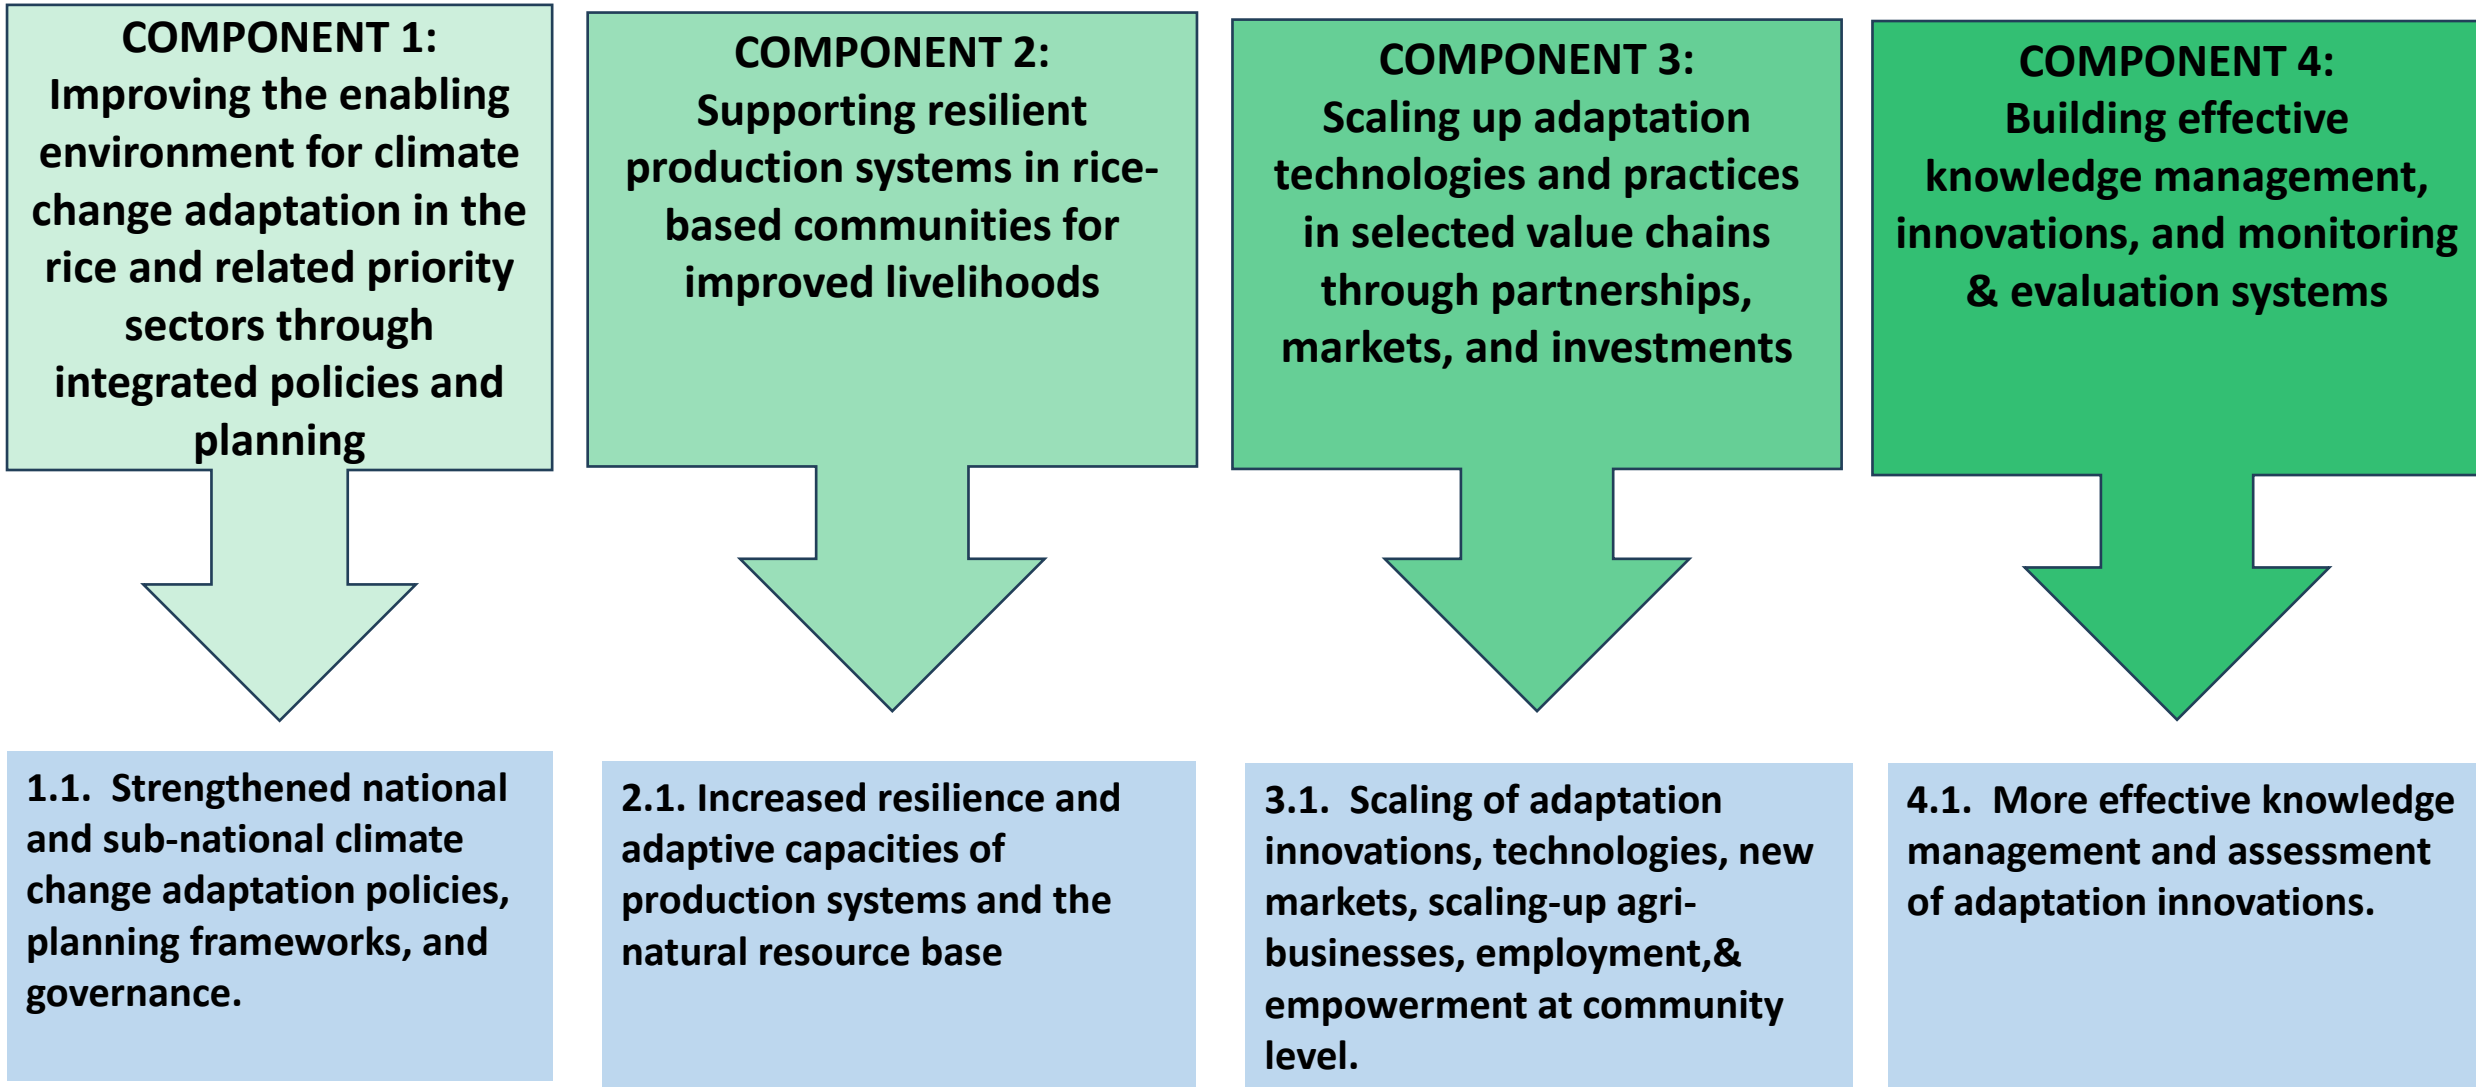 COMPONENT 1:
Improving the enabling
environment for climate
change adaptation in the
rice and related priority
sectors through
integrated policies and
planning
COMPONENT 2:
Supporting resilient
production systems in rice-
based communities for
improved livelihoods
COMPONENT 3:
Scaling up adaptation
technologies and practices
in selected value chains
through partnerships,
markets, and investments
COMPONENT 4:
Building effective
knowledge management,
innovations, and monitoring
& evaluation systems
1.1. Strengthened national
and sub-national climate
change adaptation policies,
planning frameworks, and
governance.
2.1. Increased resilience and
adaptive capacities of
production systems and the
natural resource base
3.1. Scaling of adaptation
innovations, technologies, new
markets, scaling-up agri-
businesses, employment,&
empowerment at community
level.
4.1. More effective knowledge
management and assessment
of adaptation innovations.